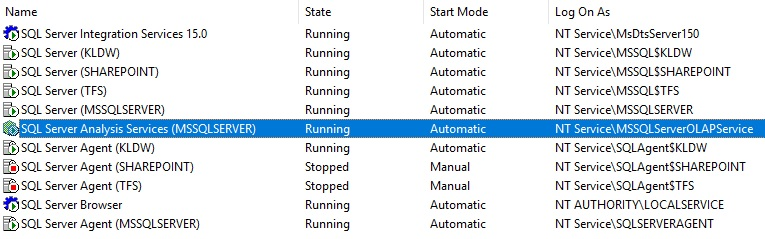 Name State Start Mode Log On As
SQL Server Integration Services 15.0 Running Automatic NT Service\MsDtsServer150
SQL Server (KLDW) Running Automatic NT Service\MSSQL$KLDW
SQL Server (SHAREPOINT) Running Automatic NT Service\MSSQL$SHAREPOINT
SQL Server (TFS) Running Automatic NT Service\MSSQL$TFS
SQL Server (MSSQLSERVER) Running Automatic NT Service\MSSQLSERVER
SQL Server Analysis Services (MSSQLSERVER) Running Automatic NT Service\MSSQLServerOLAPService
SQL Server Agent (KLDW) Running Automatic NT Service\SQLAgent$KLDW
SQL Server Agent (SHAREPOINT) Stopped Manual NT Service\SQLAgent$SHAREPOINT
SQL Server Agent (TFS) Stopped Manual NT Service\SQLAgent$TFS
SQL Server Browser Running Automatic NT AUTHORITY\LOCALSERVICE
SQL Server Agent (MSSQLSERVER) Running Automatic NT Service\SQLSERVERAGENT